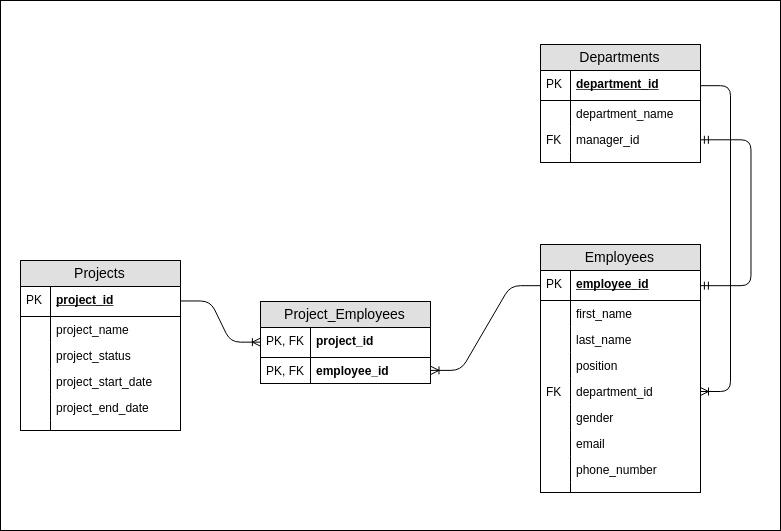 Departments
PK department_id
department_name
FK manager_id
Projects
PK project_id
project_name
project_status
project_start_date
project_end_date
Project_Employees
PK, FK project_id
PK, FK employee_id
Employees
PK employee_id
first_name
last_name
position
FK department_id
gender
email
phone_number